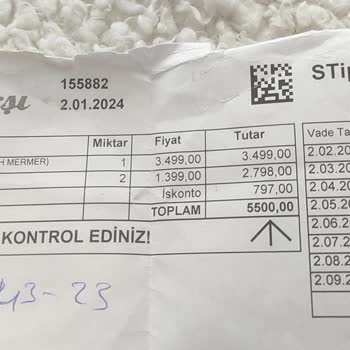 155882
STip
2.01.2024
Miktar Fiyat Tutar
Vade Ta
H MERMER) 1 3.499,00 3.499,00
2 1.399,00 2.798,00
İskonto 797,00
TOPLAM 5500,00
2.02.20
2.03.20
2.04.20
2.05.20
2.06.2
2.07.2
2.08.2
2.09.2
KONTROL EDİNİZ!
43-23